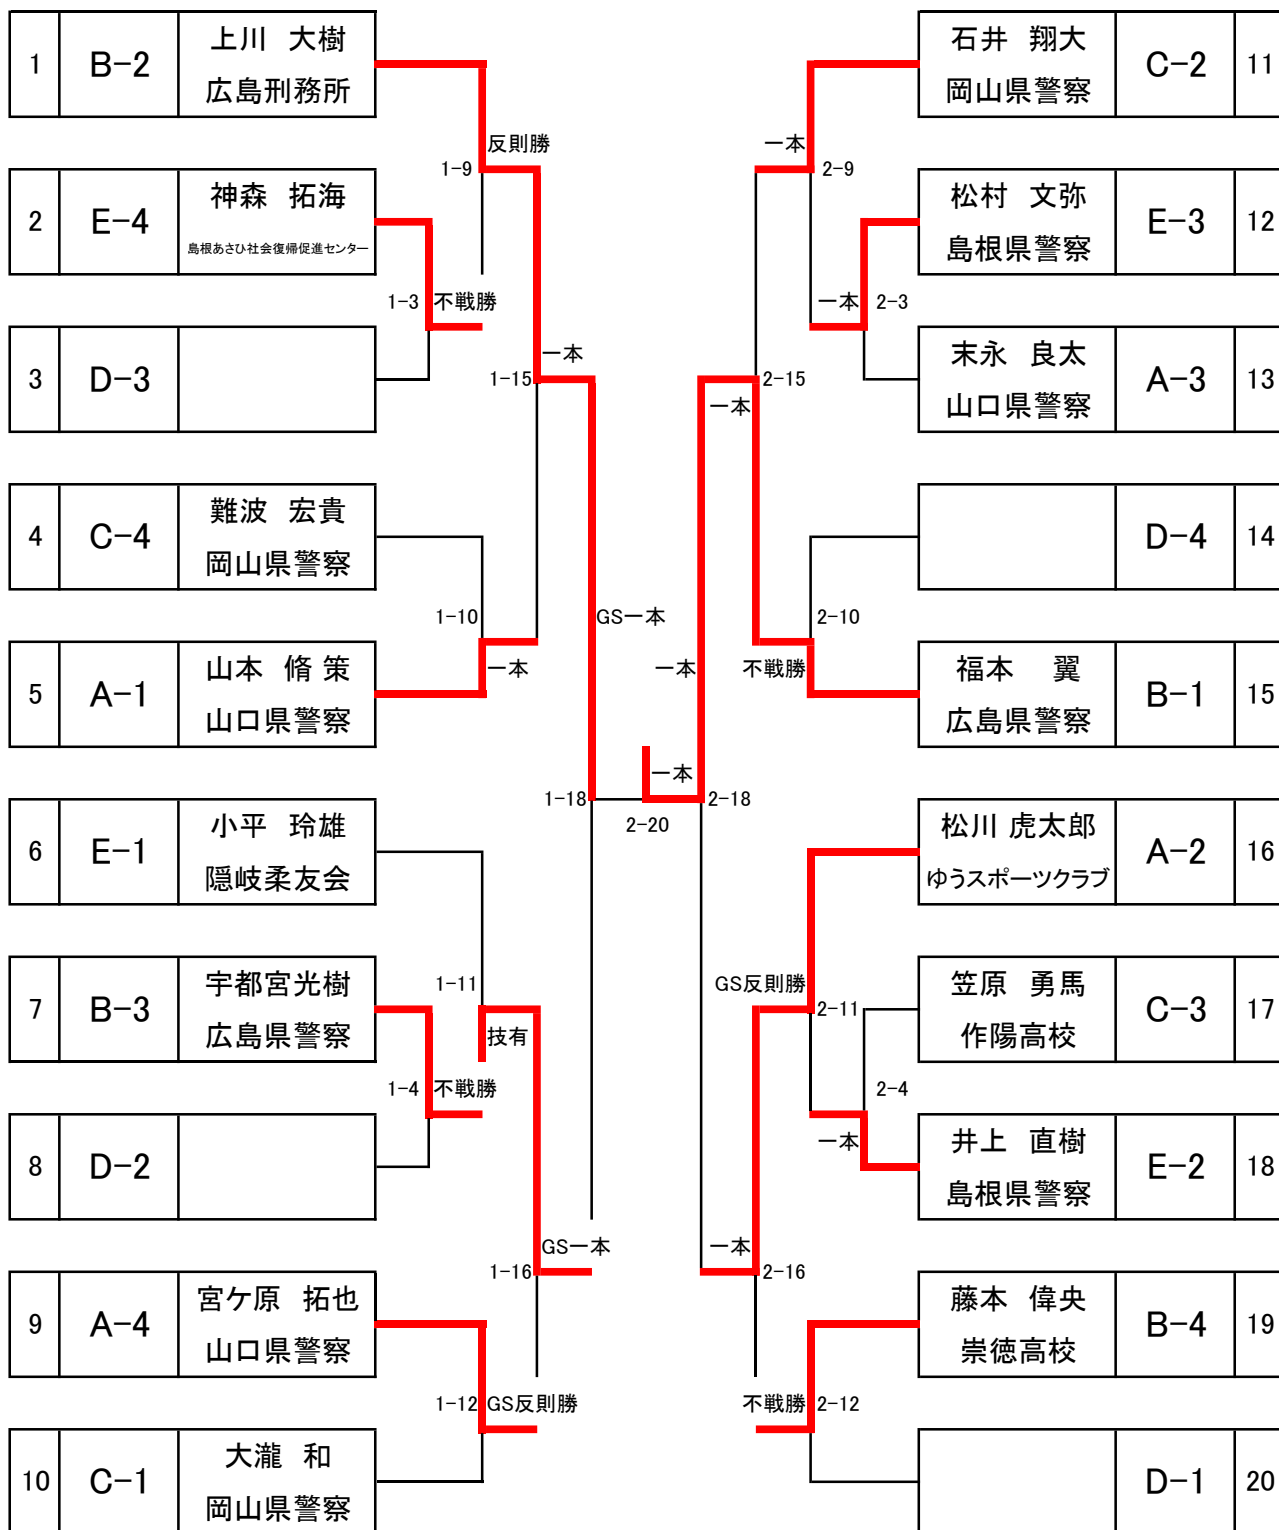 1 B-2 上川 大樹
広島刑務所
2 E-4 神森 拓海
島根あさひ社会復帰促進センター
3 D-3
4 C-4 難波 宏貴
岡山県警察
5 A-1 山本 脩策
山口県警察
6 E-1 小平 玲雄
隠岐柔友会
7 B-3 宇都宮光樹
広島県警察
8 D-2
9 A-4 宮ケ原 拓也
山口県警察
10 C-1 大瀧 和
岡山県警察
反則勝
1-9
1-3 不戦勝
一本
1-15
1-10
一本
GS一本
1-18
1-11
技有
1-4 不戦勝
GS一本
1-16
1-12 GS反則勝
一本
2-20
一本
2-9
一本 2-3
2-15
一本
2-10
不戦勝
一本
2-18
GS反則勝
2-11
2-4
一本
一本
2-16
不戦勝 2-12
石井 翔大 C-2 11
岡山県警察
松村 文弥 E-3 12
島根県警察
末永 良太 A-3 13
山口県警察
D-4 14
福本 翼 B-1 15
広島県警察
松川 虎太郎 A-2 16
ゆうスポーツクラブ
笠原 勇馬 C-3 17
作陽高校
井上 直樹 E-2 18
島根県警察
藤本 偉央 B-4 19
崇徳高校
D-1 20